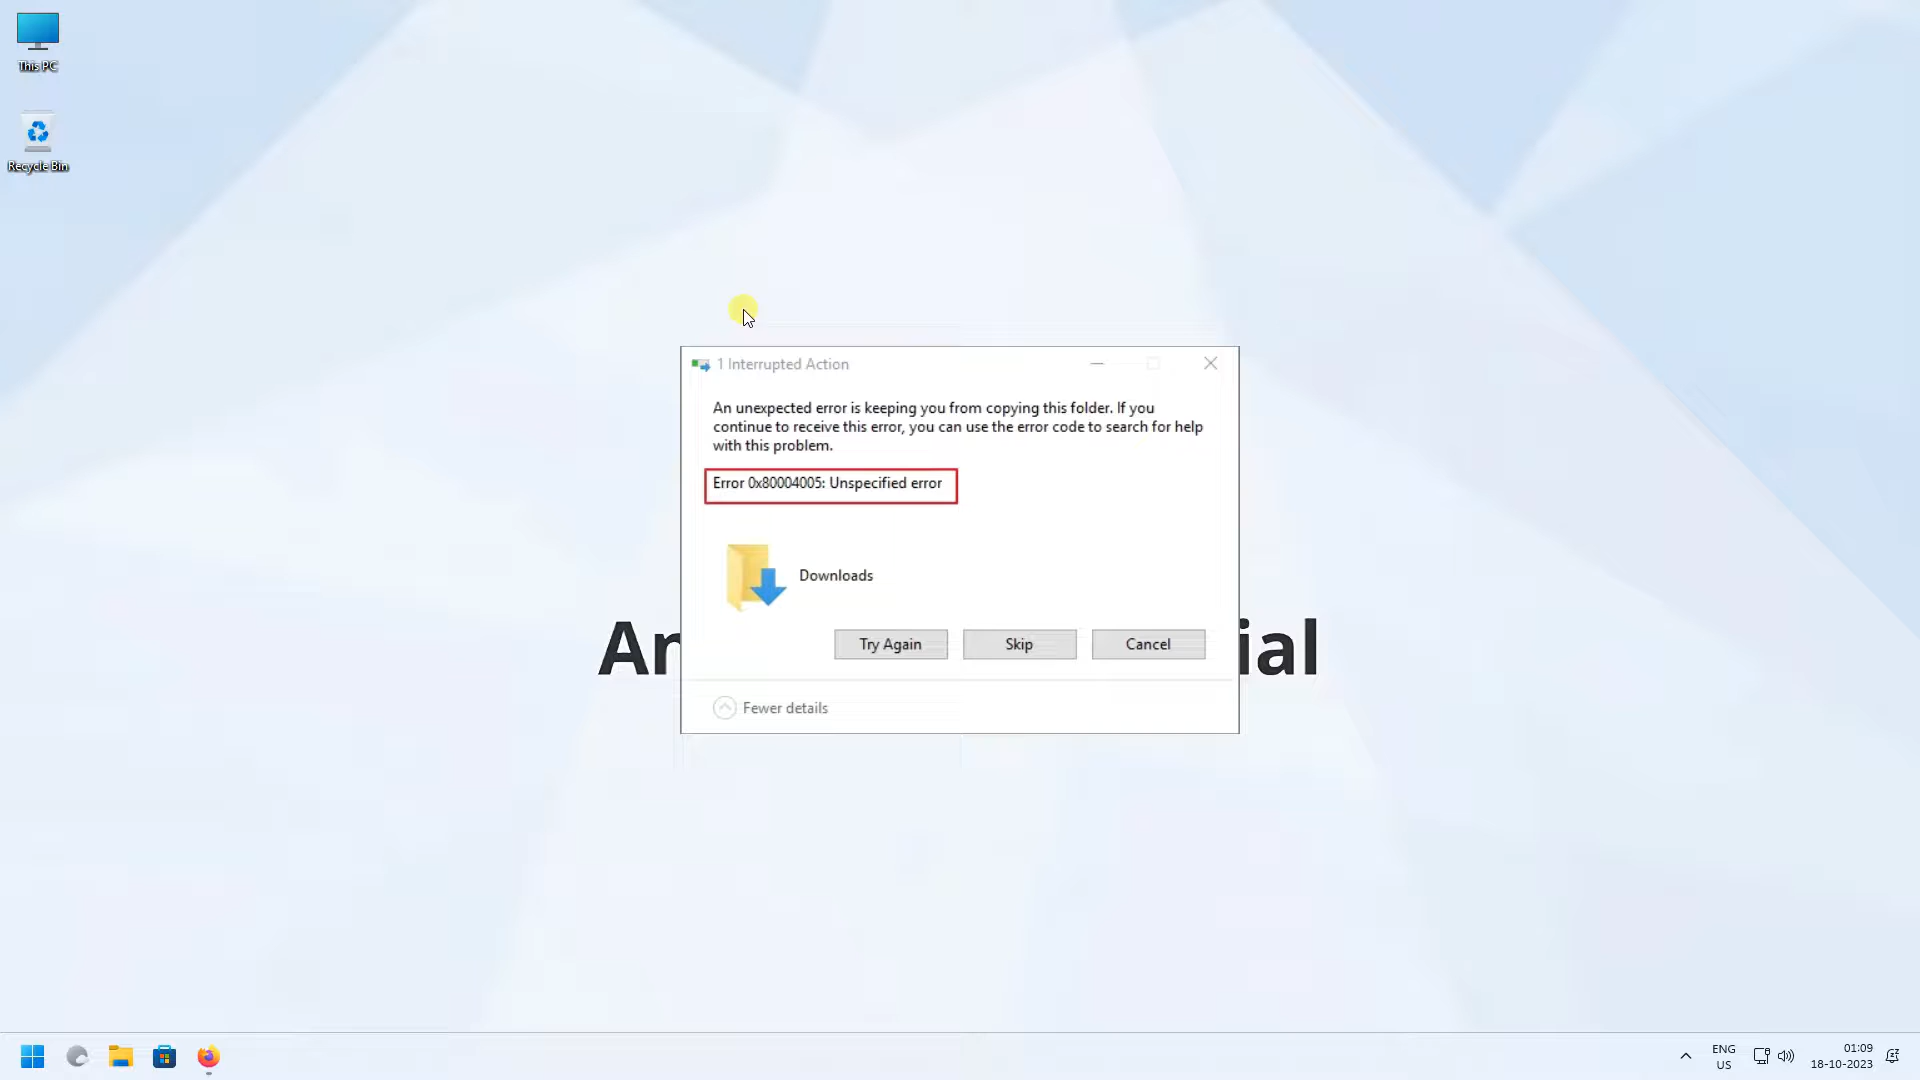 This PC
Recycle Bin
1 Interrupted Action
An unexpected error is keeping you from copying this folder. If you
continue to receive this error, you can use the error code to search for help
with this problem.
Error 0x80004005: Unspecified error
Downloads
Try Again
Skip
Cancel
Fewer details
ENG
US
01:09
18-10-2023